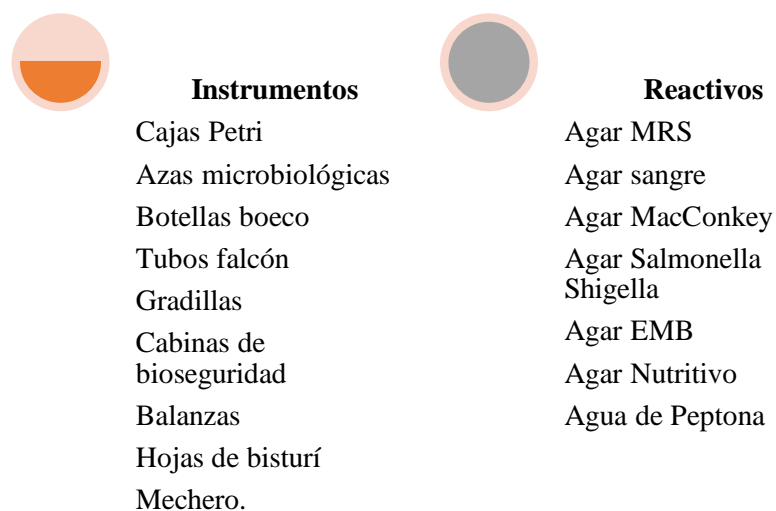 Instrumentos
Cajas Petri
Azas microbiológicas
Botellas boeco
Tubos falcón
Gradillas
Cabinas de
bioseguridad
Balanzas
Hojas de bisturí
Mechero.
Reactivos
Agar MRS
Agar sangre
Agar MacConkey
Agar Salmonella
Shigella
Agar EMB
Agar Nutritivo
Agua de Peptona